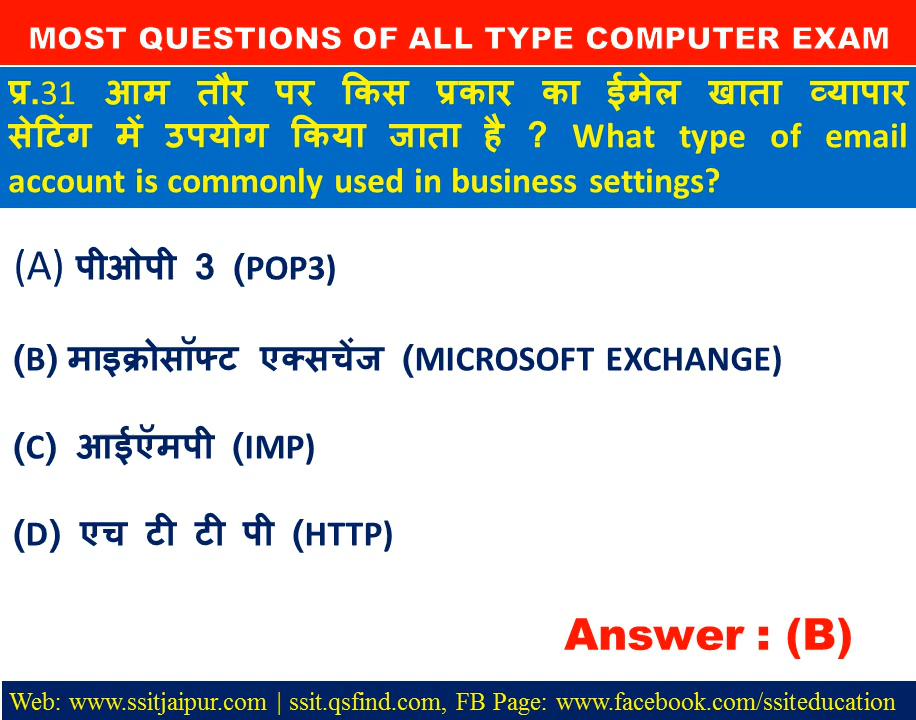 MOST QUESTIONS OF ALL TYPE COMPUTER EXAM
प्र.31 आम तौर पर किस प्रकार का ईमेल खाता व्यापार
सेटिंग में उपयोग किया जाता है ? What type of email
account is commonly used in business settings?
(A) पीओपी 3 (POP3)
(B) माइक्रोसॉफ्ट एक्सचेंज (MICROSOFT EXCHANGE)
(C) आईऍमपी (IMP)
(D) एच टी टी पी (HTTP)
Answer : (B)
Web: www.ssitjaipur.com | ssit.qsfind.com, FB Page: www.facebook.com/ssiteducation